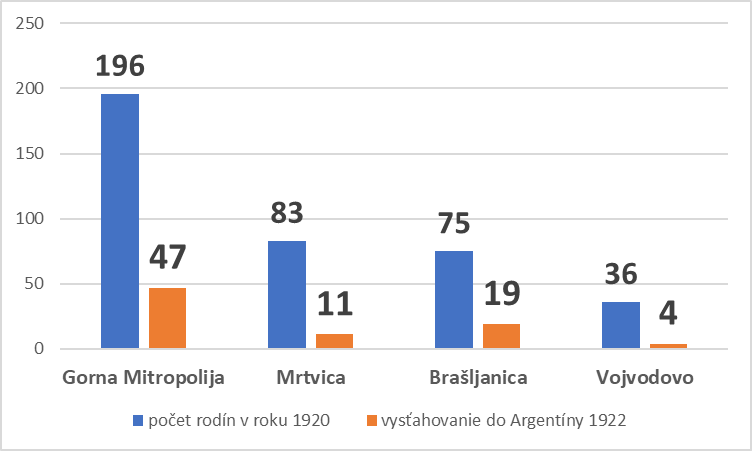 250
200
150
100
50
0
196
47
83
11
75
19
36
4
Gorna Mitropolija
Mrtvica
Brašljanica
Vojvodovo
počet rodín v roku 1920
vysťahovanie do Argentíny 1922